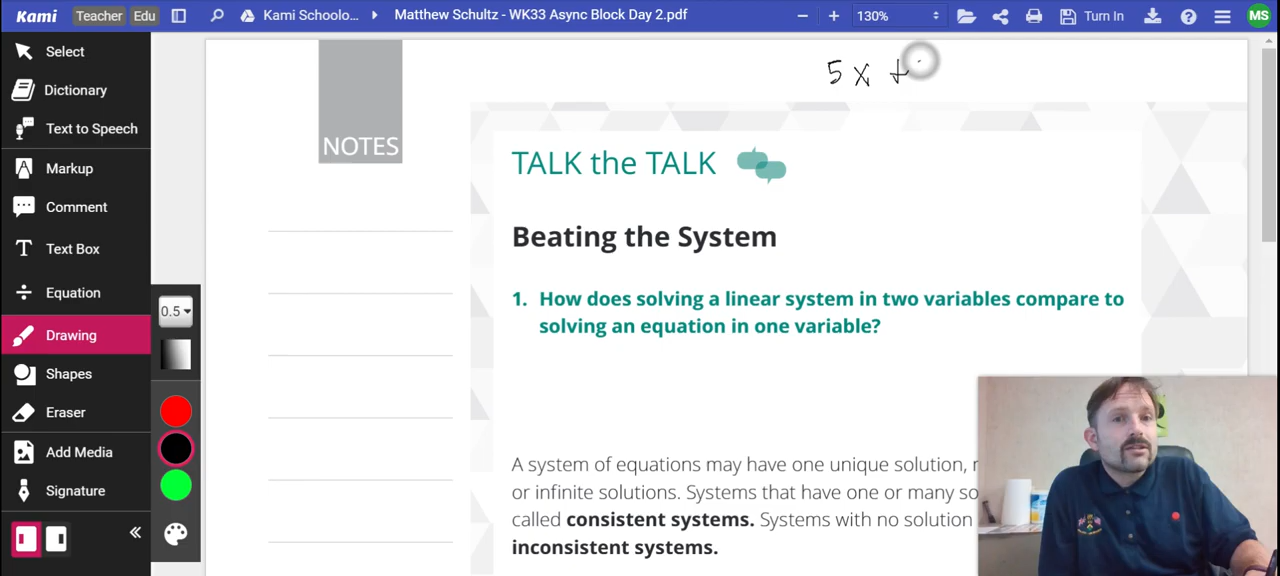 Kami Teacher Edu Kami Schoolo... Matthew Schultz - WK33 Async Block Day 2.pdf 130% Turn In MS
Select
Dictionary
Text to Speech
Markup
Comment
Text Box
Equation
Drawing
Shapes
Eraser
Add Media
Signature
0.5
5x +
NOTES
TALK the TALK
Beating the System
1. How does solving a linear system in two variables compare to
solving an equation in one variable?
A system of equations may have one unique solution,
or infinite solutions. Systems that have one or many so
called consistent systems. Systems with no solution
inconsistent systems.